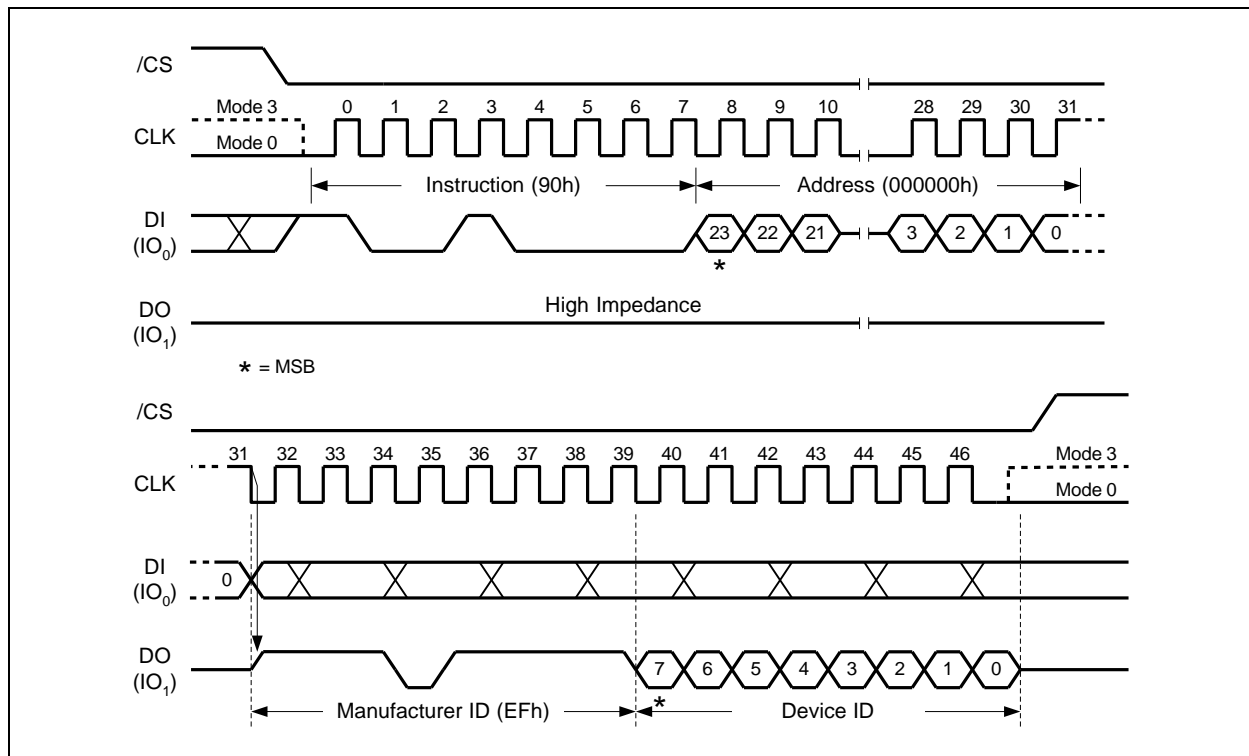 /CS
Mode 3
0 1 2 3 4 5 6 7 8 9 10 28 29 30 31
CLK
Mode 0
Instruction (90h) Address (000000h)
DI
(IO0)
23 22 21 3 2 1 0
*
High Impedance
DO
(IO1)
* = MSB
/CS
31 32 33 34 35 36 37 38 39 40 41 42 43 44 45 46
Mode 3
CLK
Mode 0
DI
(IO0)
0
DO
(IO1)
7 6 5 4 3 2 1 0
*
Manufacturer ID (EFh) Device ID